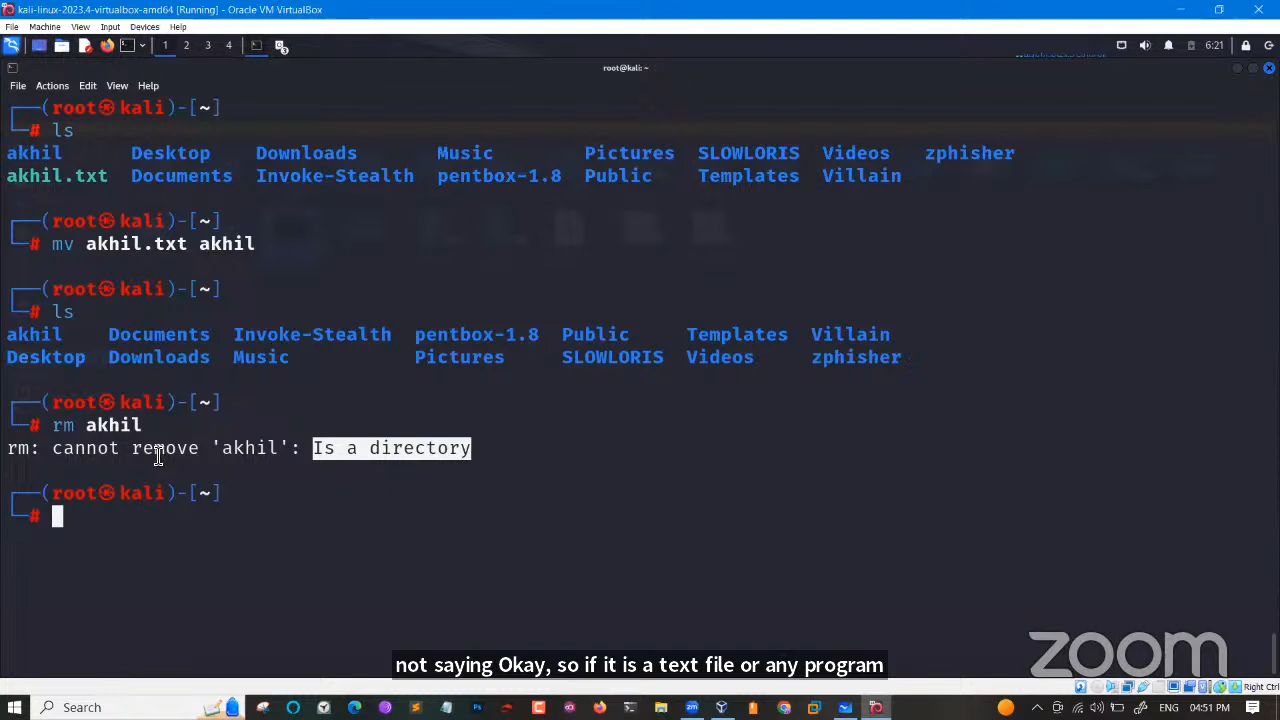 kali-linux-2023.4-virtualbox-amd64 [Running] - Oracle VM VirtualBox
File Machine View Input Devices Help
1 2 3 4 6:21
root@kali: ~
File Actions Edit View Help
┌──(root㉿kali)-[~]
└─# ls
akhil Desktop Downloads Music Pictures SLOWLORIS Videos zphisher
akhil.txt Documents Invoke-Stealth pentbox-1.8 Public Templates Villain
┌──(root㉿kali)-[~]
└─# mv akhil.txt akhil
┌──(root㉿kali)-[~]
└─# ls
akhil Documents Invoke-Stealth pentbox-1.8 Public Templates Villain
Desktop Downloads Music Pictures SLOWLORIS Videos zphisher
┌──(root㉿kali)-[~]
└─# rm akhil
rm: cannot remove 'akhil': Is a directory
┌──(root㉿kali)-[~]
└─#
not saying Okay, so if it is a text file or any program
zoom
Right Ctrl
Search ENG 04:51 PM